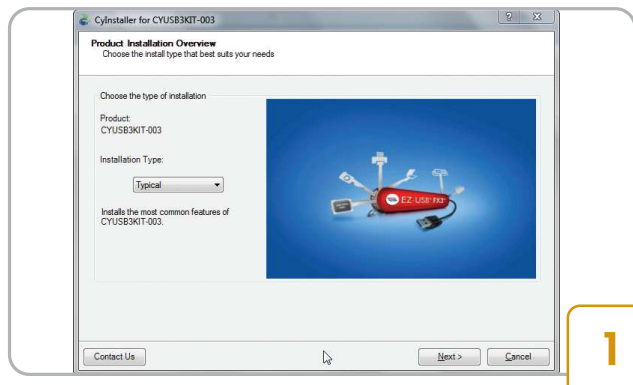 CyInstaller for CYUSB3KIT-003
Product Installation Overview
Choose the install type that best suits your needs
Choose the type of installation
Product:
CYUSB3KIT-003
Installation Type:
Typical
Installs the most common features of
CYUSB3KIT-003.
EZ-USB® FX3™
Contact Us
Next >
Cancel
1